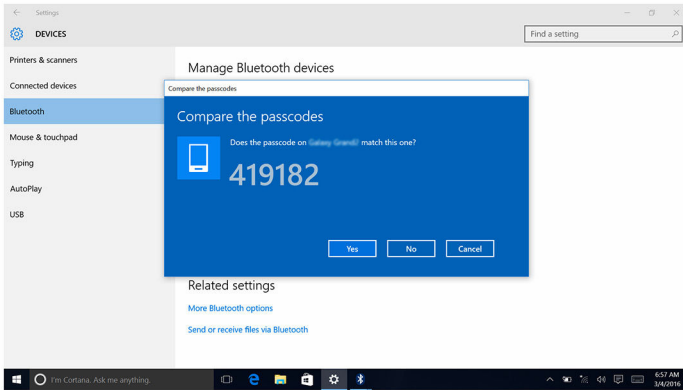 Settings
DEVICES
Find a setting
Printers & scanners
Connected devices
Bluetooth
Mouse & touchpad
Typing
AutoPlay
USB
Manage Bluetooth devices
Compare the passcodes
Compare the passcodes
Does the passcode on Galaxy Grand2 match this one?
419182
Yes
No
Cancel
Related settings
More Bluetooth options
Send or receive files via Bluetooth
I'm Cortana. Ask me anything.
6:57 AM
3/4/2016